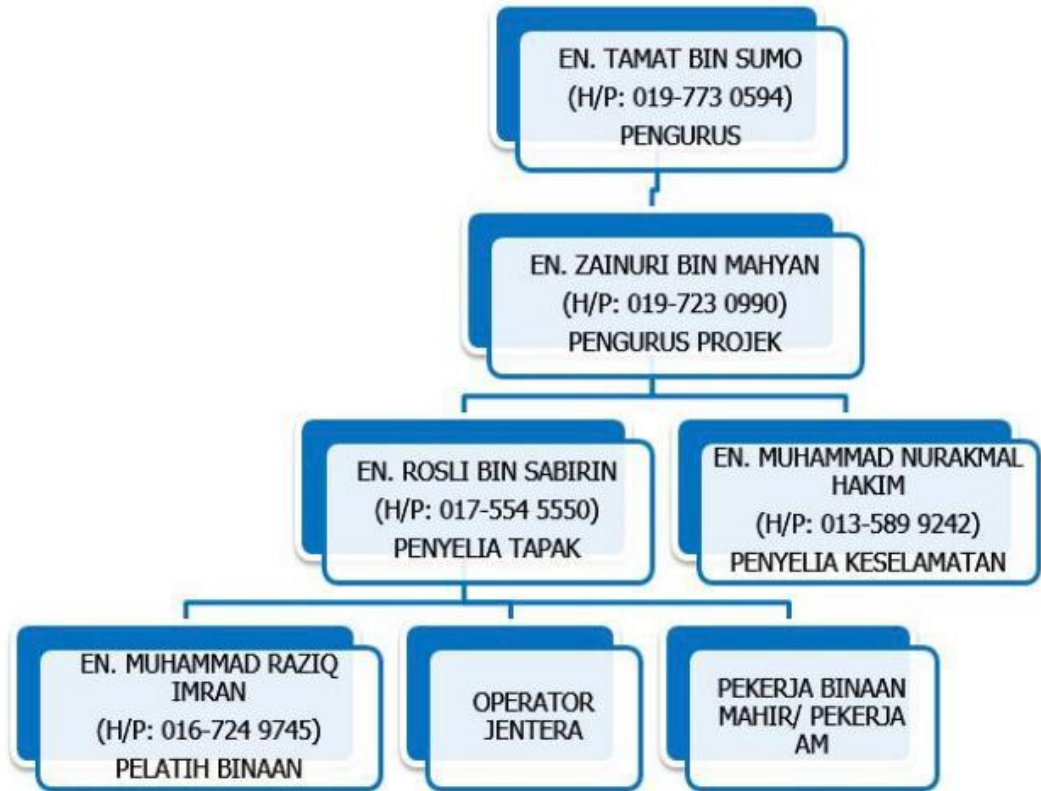 EN. TAMAT BIN SUMO
(H/P: 019-773 0594)
PENGURUS
EN. ZAINURI BIN MAHYAN
(H/P: 019-723 0990)
PENGURUS PROJEK
EN. ROSLI BIN SABIRIN
(H/P: 017-554 5550)
PENYELIA TAPAK
EN. MUHAMMAD NURAKMAL
HAKIM
(H/P: 013-589 9242)
PENYELIA KESELAMATAN
EN. MUHAMMAD RAZIQ
IMRAN
(H/P: 016-724 9745)
PELATIH BINAAN
OPERATOR
JENTERA
PEKERJA BINAAN
MAHIR/ PEKERJA
AM